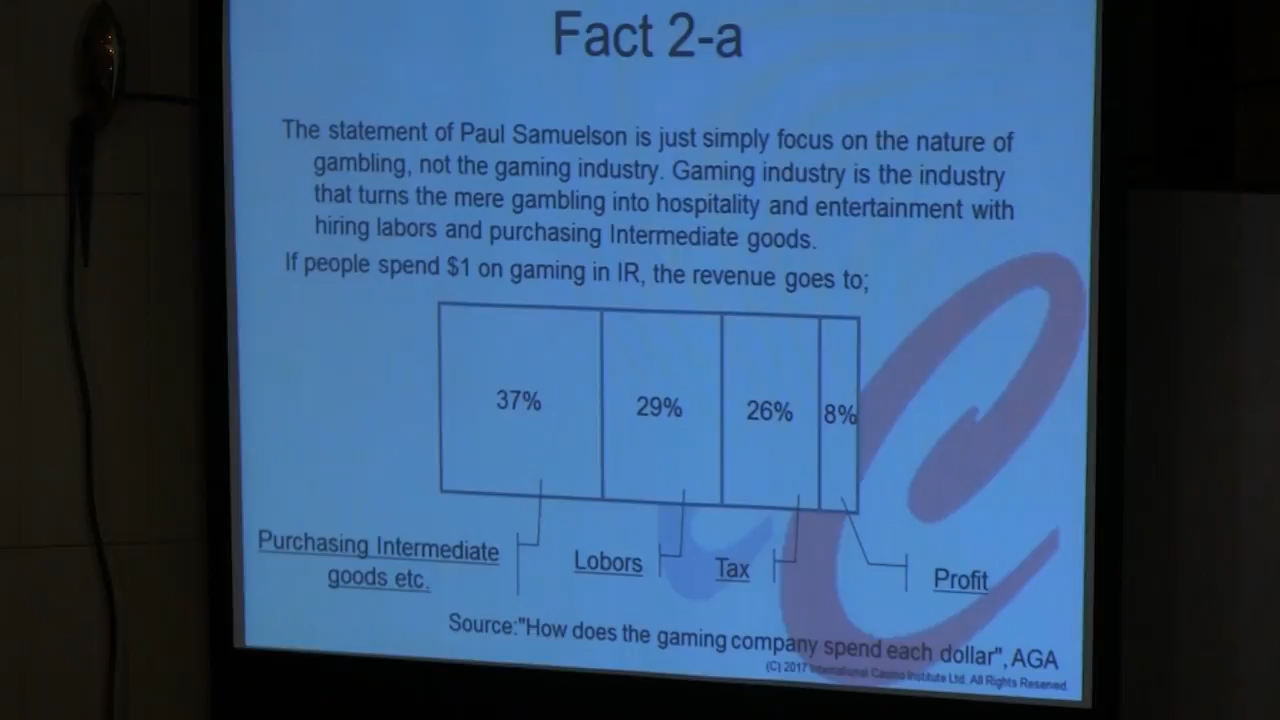 Fact 2-a
The statement of Paul Samuelson is just simply focus on the nature of
gambling, not the gaming industry. Gaming industry is the industry
that turns the mere gambling into hospitality and entertainment with
hiring labors and purchasing Intermediate goods.
If people spend $1 on gaming in IR, the revenue goes to;
37% 29% 26% 8%
Purchasing Intermediate
goods etc.
Lobors
Tax
Profit
Source:"How does the gaming company spend each dollar", AGA
(C) 2017 International Casino Institute Ltd. All Rights Reserved.